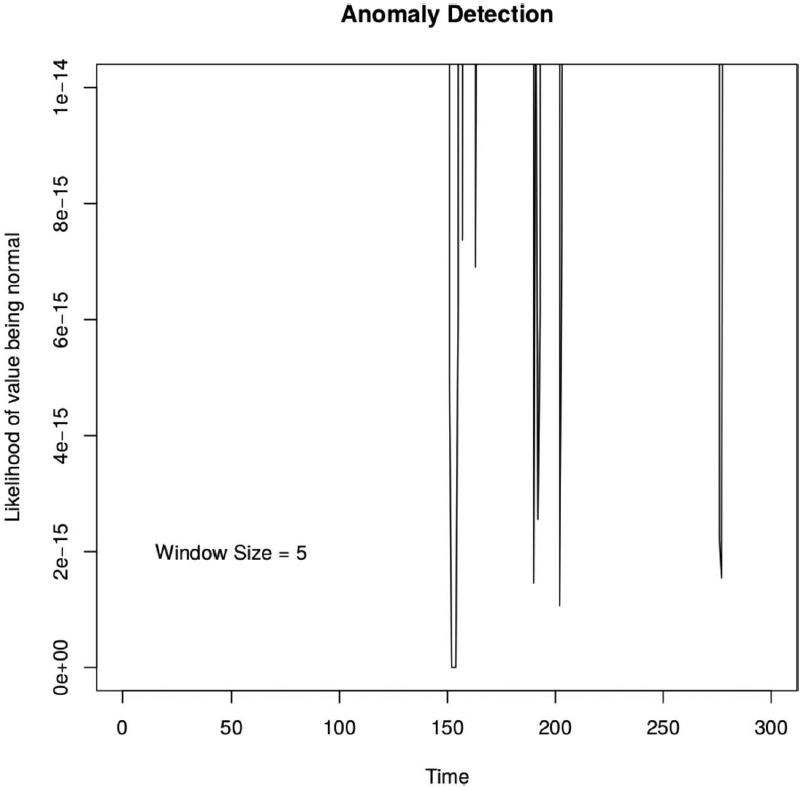 Anomaly Detection
Likelihood of value being normal
1e−14
8e−15
6e−15
4e−15
2e−15
0e+00
Window Size = 5
0 50 100 150 200 250 300
Time